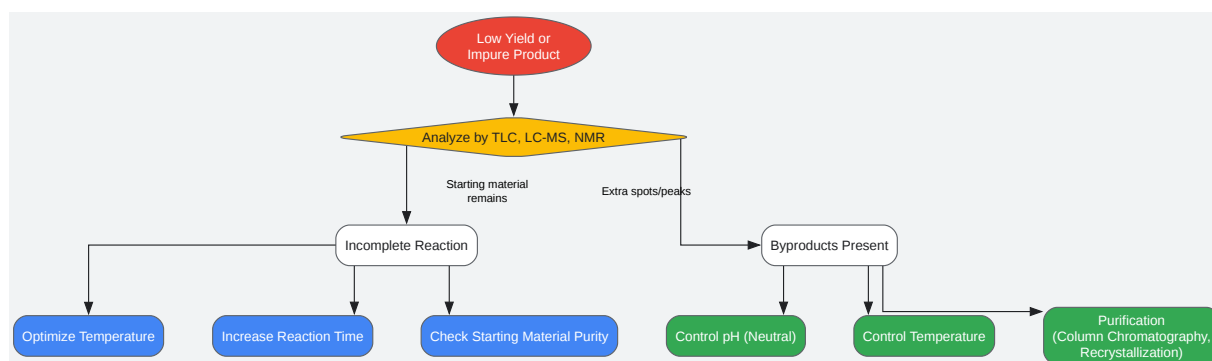 Low Yield or
Impure Product
Analyze by TLC, LC-MS, NMR
Starting material
remains
Extra spots/peaks
Incomplete Reaction
Byproducts Present
Optimize Temperature
Increase Reaction Time
Check Starting Material Purity
Control pH (Neutral)
Control Temperature
Purification
(Column Chromatography,
Recrystallization)